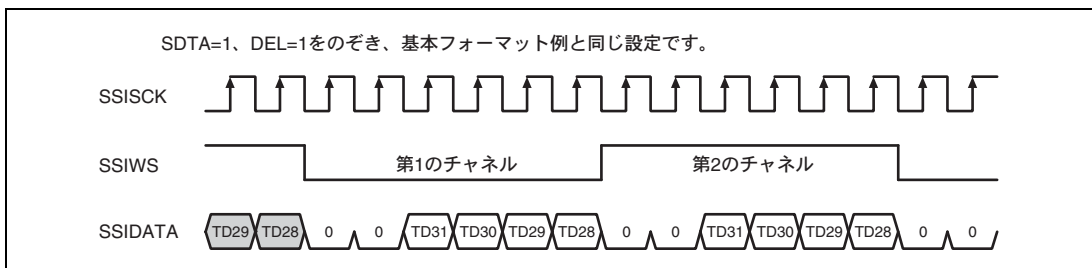 SDTA=1、DEL=1をのぞき、基本フォーマット例と同じ設定です。
SSISCK
SSIWS 第1のチャネル 第2のチャネル
SSIDATA TD29 TD28 0 0 TD31 TD30 TD29 TD28 0 0 TD31 TD30 TD29 TD28 0 0